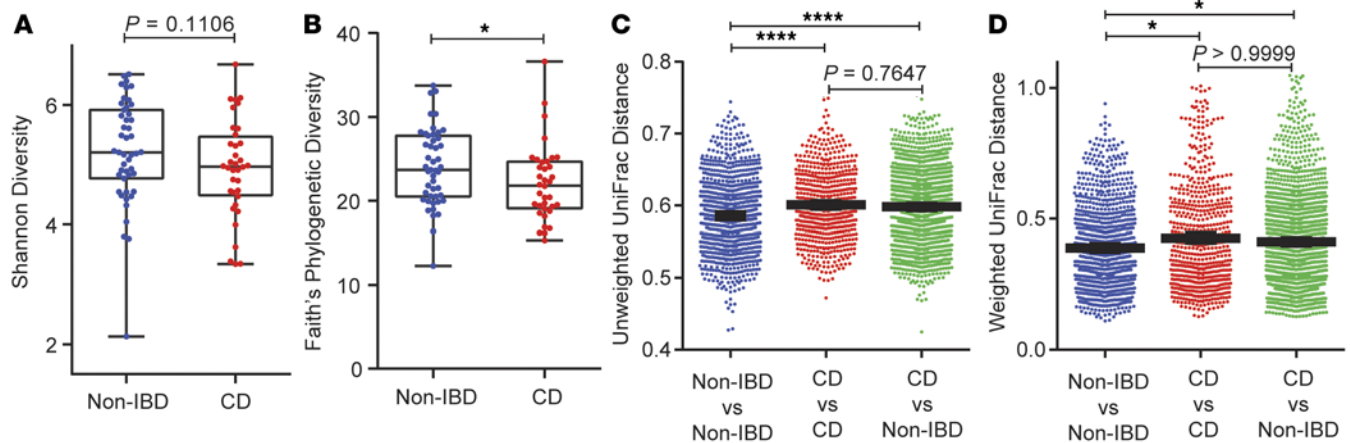 A
P = 0.1106
Shannon Diversity
6
4
2
Non-IBD
CD
B
*
Faith's Phylogenetic Diversity
40
30
20
10
0
Non-IBD
CD
C
****
****
P = 0.7647
Unweighted UniFrac Distance
0.8
0.7
0.6
0.5
0.4
Non-IBD
vs
Non-IBD
CD
vs
CD
CD
vs
Non-IBD
D
*
*
P > 0.9999
Weighted UniFrac Distance
1.0
0.5
0.0
Non-IBD
vs
Non-IBD
CD
vs
CD
CD
vs
Non-IBD